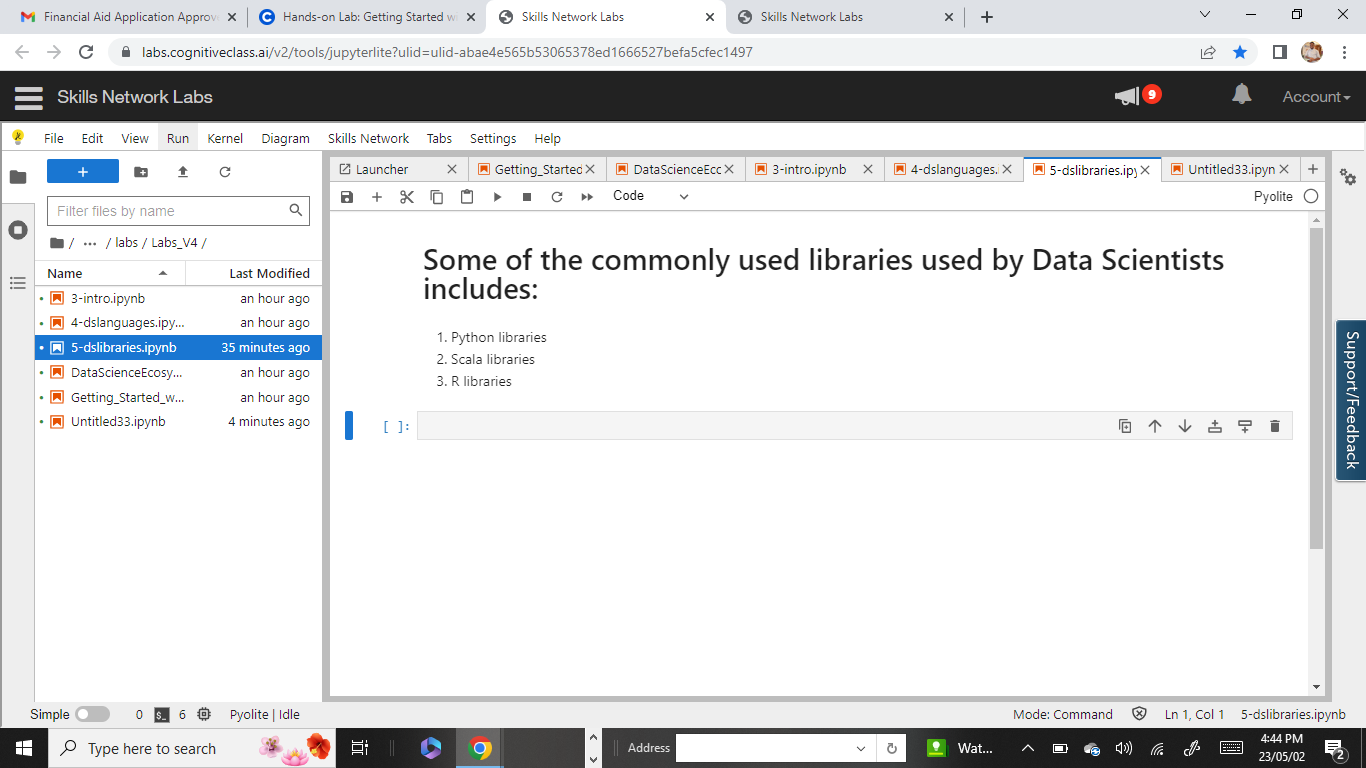 Financial Aid Application Approv
Hands-on Lab: Getting Started wi
Skills Network Labs
Skills Network Labs
labs.cognitiveclass.ai/v2/tools/jupyterlite?ulid=ulid-abae4e565b53065378ed1666527befa5cfec1497
Skills Network Labs
9
Account
File Edit View Run Kernel Diagram Skills Network Tabs Settings Help
Launcher
Getting_Started
DataScienceEcc
3-intro.ipynb
4-dslanguages.
5-dslibraries.ipy
Untitled33.ipyn
Code
Pyolite
Filter files by name
/ ... / labs / Labs_V4 /
Name Last Modified
3-intro.ipynb an hour ago
4-dslanguages.ipy... an hour ago
5-dslibraries.ipynb 35 minutes ago
DataScienceEcosy... an hour ago
Getting_Started_w... an hour ago
Untitled33.ipynb 4 minutes ago
Some of the commonly used libraries used by Data Scientists
includes:
1. Python libraries
2. Scala libraries
3. R libraries
[ ]:
Support/Feedback
Simple 0 $_ 6 Pyolite | Idle
Mode: Command Ln 1, Col 1 5-dslibraries.ipynb
Type here to search
Address
Wat...
4:44 PM
23/05/02
2